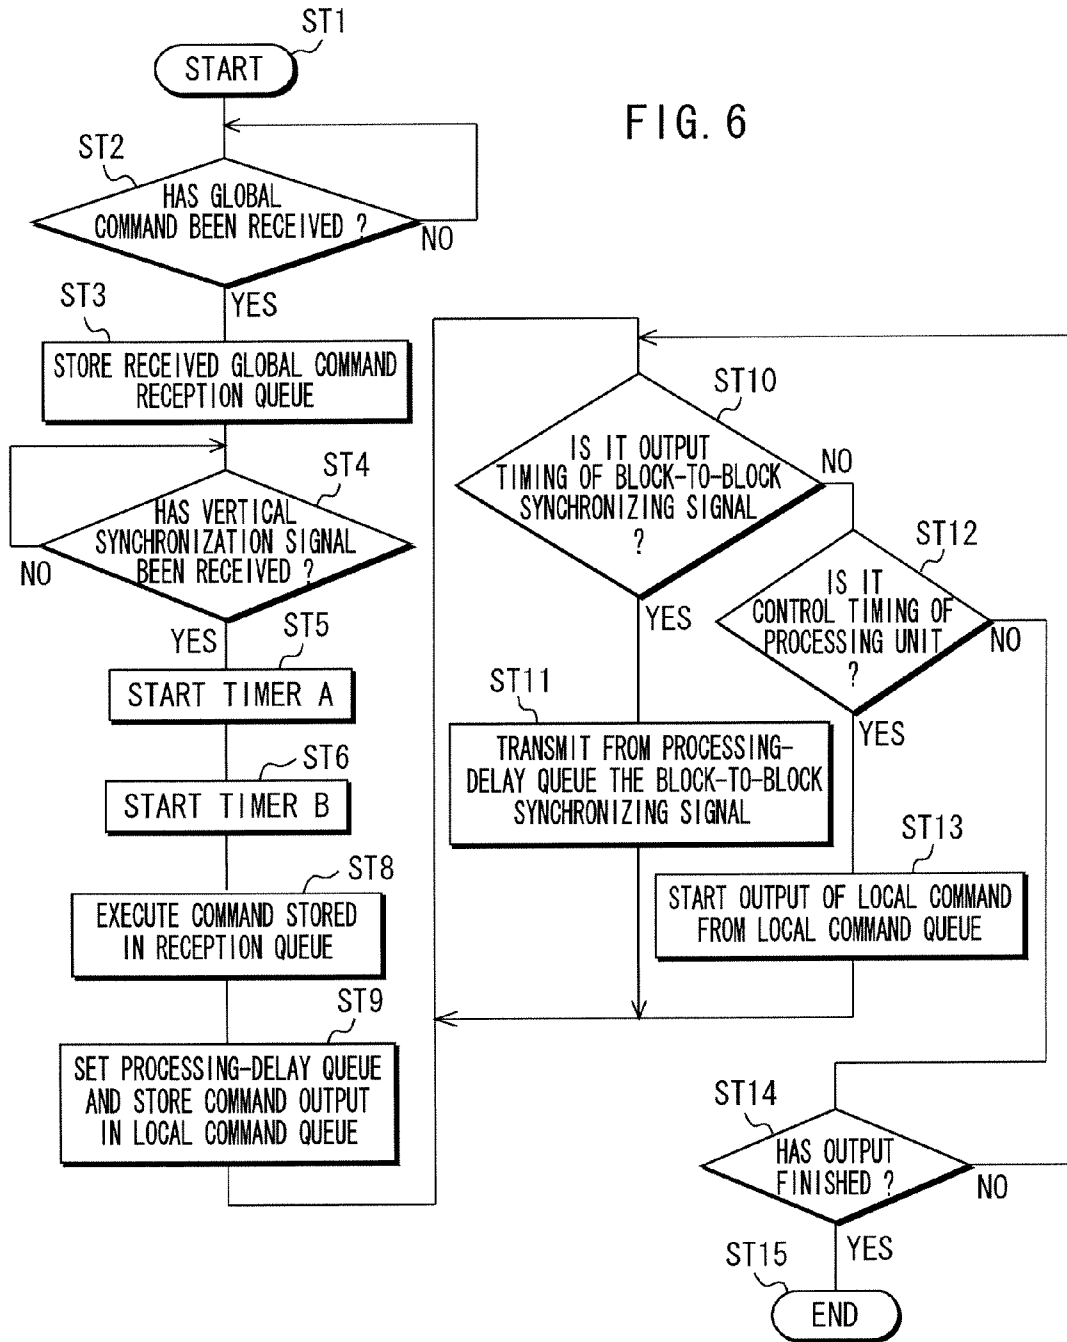 ST1
START
FIG. 6
ST2
HAS GLOBAL
COMMAND BEEN RECEIVED ?
NO
YES
ST3
STORE RECEIVED GLOBAL COMMAND
RECEPTION QUEUE
ST4
HAS VERTICAL
SYNCHRONIZATION SIGNAL
BEEN RECEIVED ?
NO
YES
ST5
START TIMER A
ST6
START TIMER B
ST8
EXECUTE COMMAND STORED
IN RECEPTION QUEUE
ST9
SET PROCESSING-DELAY QUEUE
AND STORE COMMAND OUTPUT
IN LOCAL COMMAND QUEUE
ST10
IS IT OUTPUT
TIMING OF BLOCK-TO-BLOCK
SYNCHRONIZING SIGNAL
?
NO
YES
ST11
TRANSMIT FROM PROCESSING-
DELAY QUEUE THE BLOCK-TO-BLOCK
SYNCHRONIZING SIGNAL
ST12
IS IT
CONTROL TIMING OF
PROCESSING UNIT
?
NO
YES
ST13
START OUTPUT OF LOCAL COMMAND
FROM LOCAL COMMAND QUEUE
ST14
HAS OUTPUT
FINISHED ?
NO
YES
ST15
END